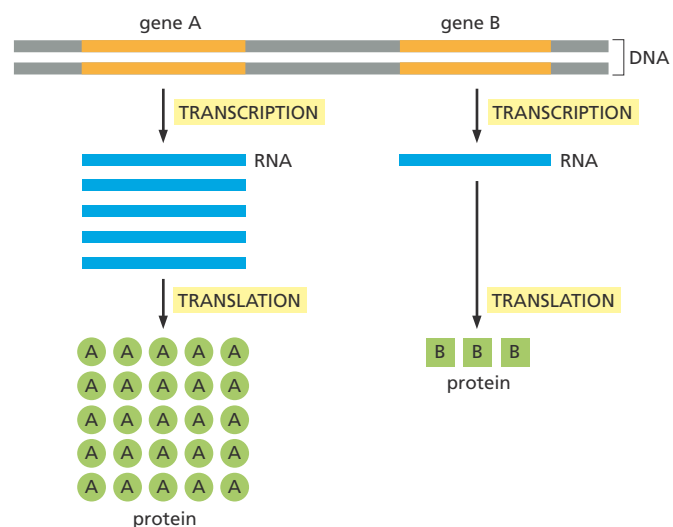 gene A
gene B
DNA
TRANSCRIPTION
TRANSCRIPTION
RNA
RNA
TRANSLATION
TRANSLATION
A A A A A
B B B
A A A A A
protein
A A A A A
A A A A A
A A A A A
protein